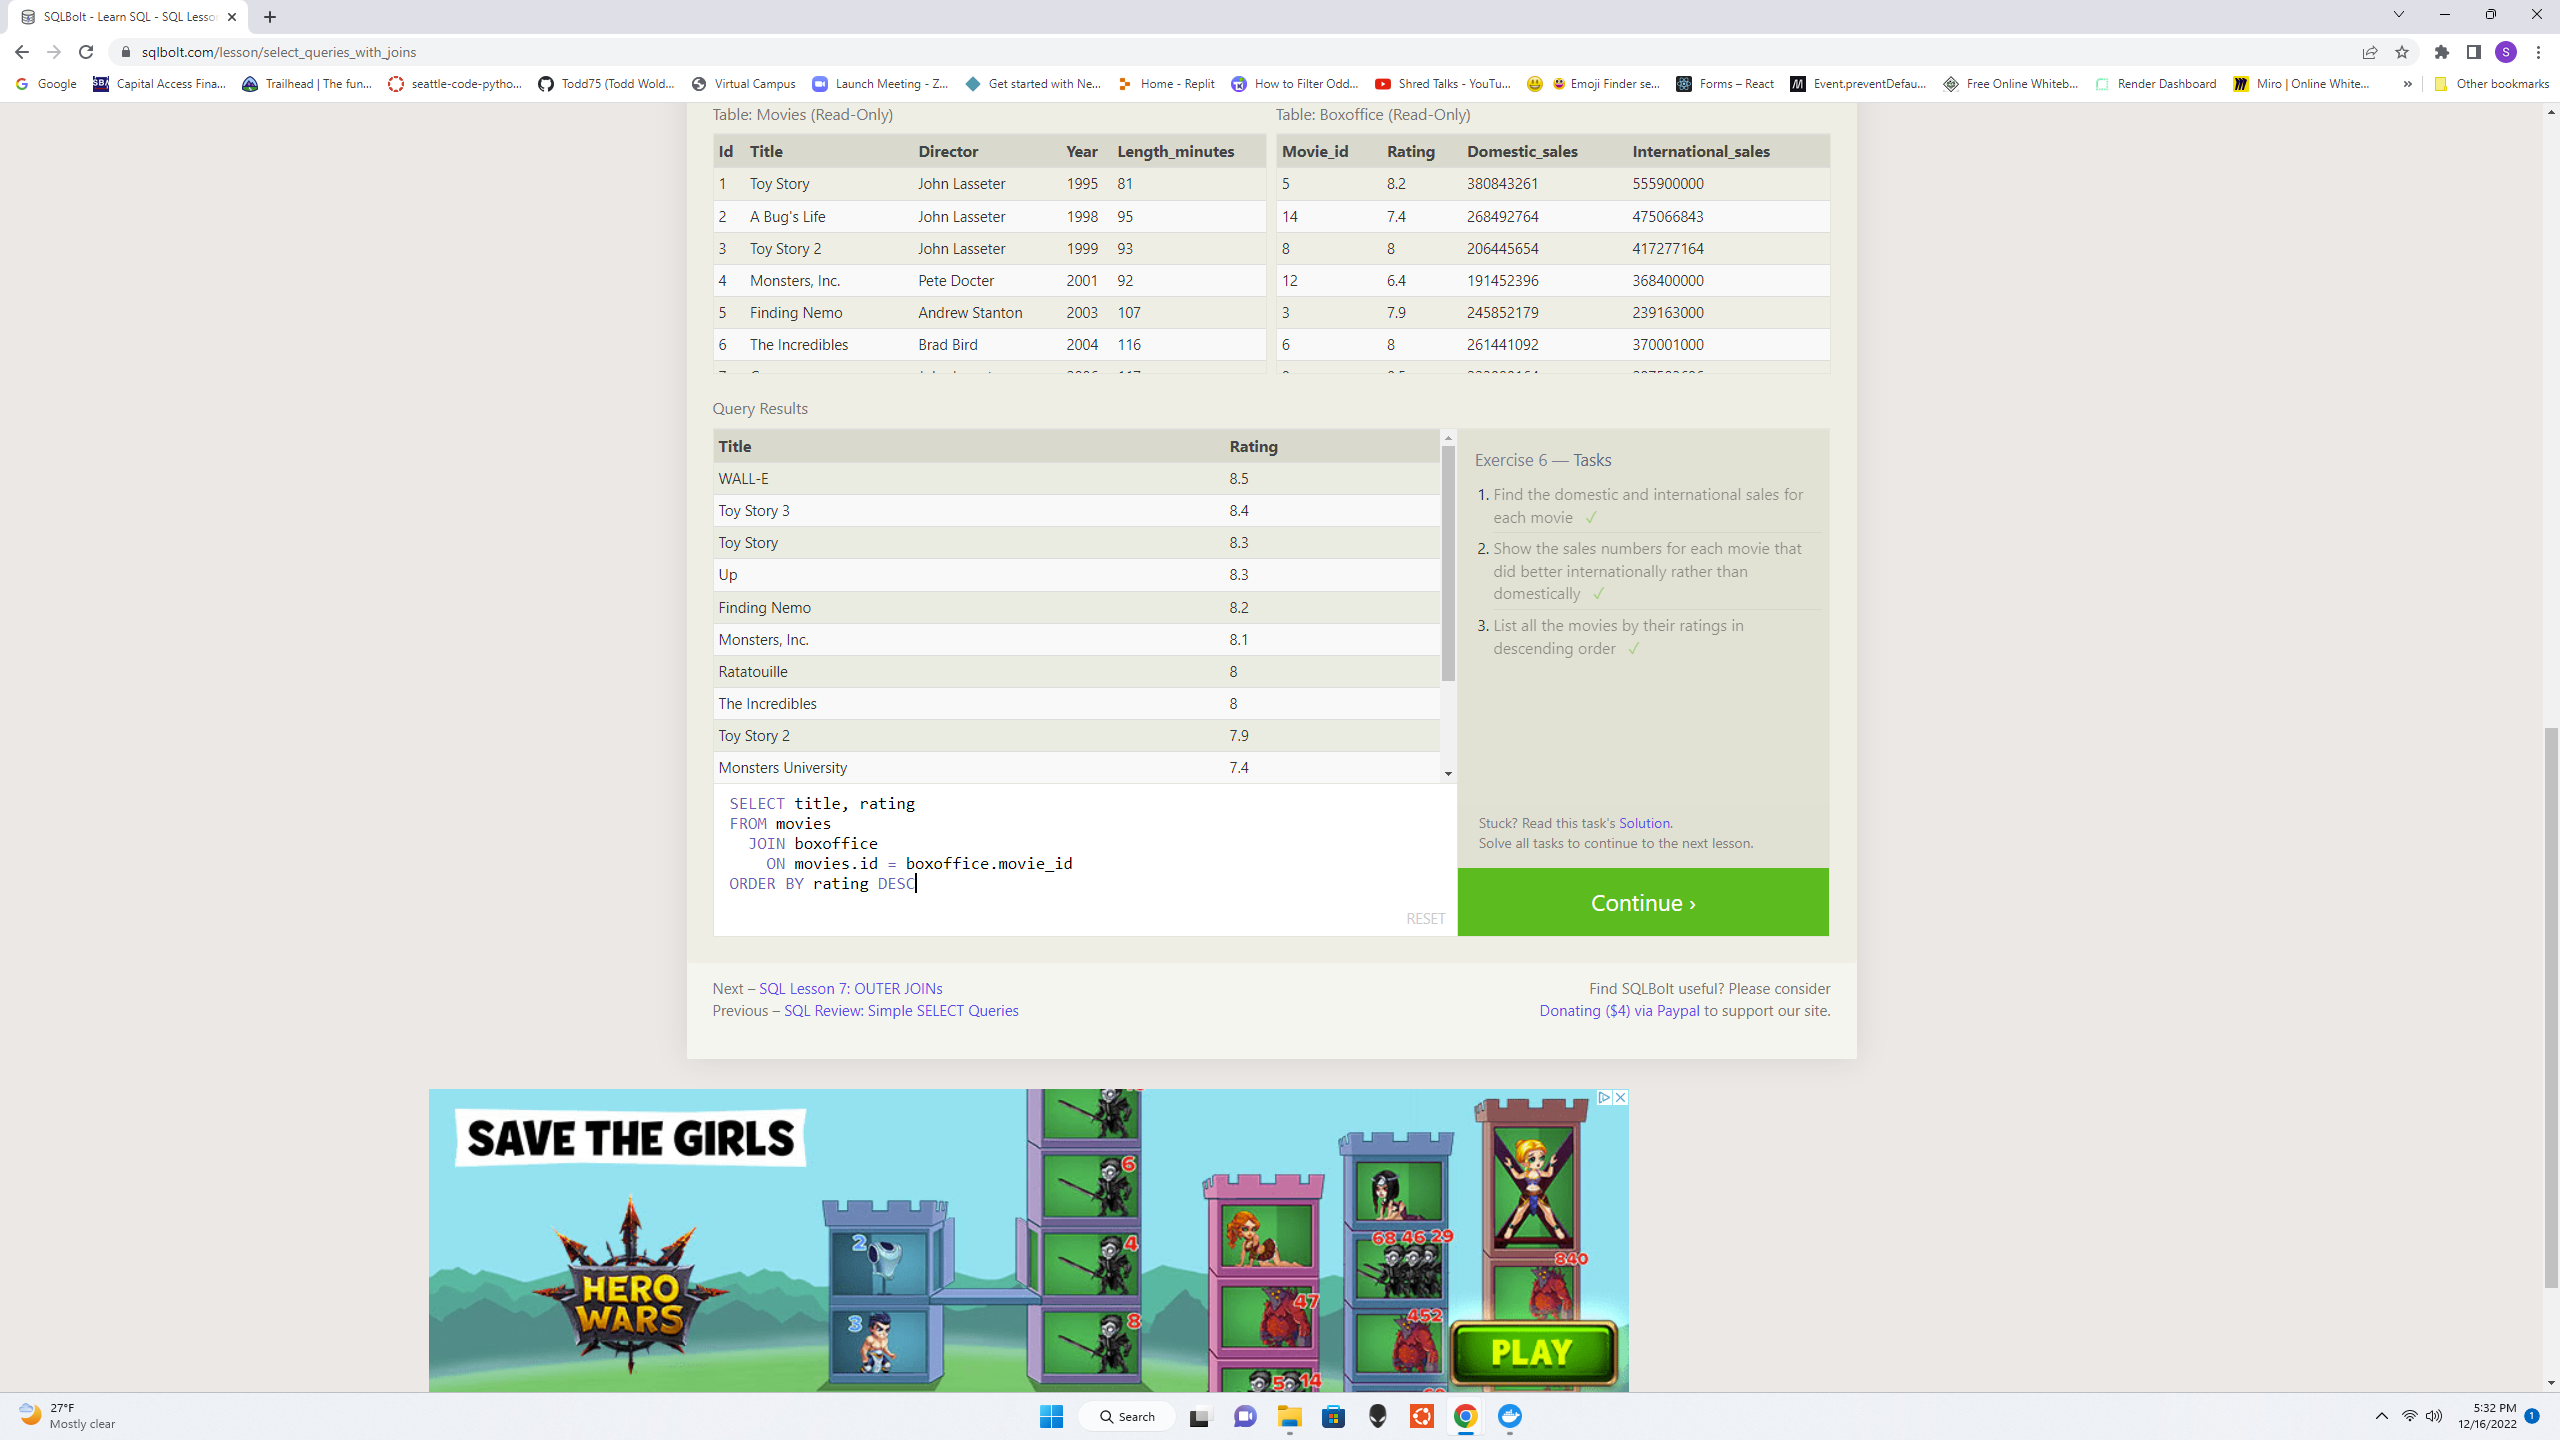 SQLBolt - Learn SQL - SQL Lesson
sqlbolt.com/lesson/select_queries_with_joins
S
Google
SBA
Capital Access Fina...
Trailhead | The fun...
seattle-code-pytho...
Todd75 (Todd Wold...
Virtual Campus
Launch Meeting - Z...
Get started with Ne...
Home - Replit
How to Filter Odd...
Shred Talks - YouTu...
Emoji Finder se...
Forms – React
Event.preventDefau...
Free Online Whiteb...
Render Dashboard
Miro | Online White...
»
Other bookmarks
Table: Movies (Read-Only)
Id Title Director Year Length_minutes
1 Toy Story John Lasseter 1995 81
2 A Bug's Life John Lasseter 1998 95
3 Toy Story 2 John Lasseter 1999 93
4 Monsters, Inc. Pete Docter 2001 92
5 Finding Nemo Andrew Stanton 2003 107
6 The Incredibles Brad Bird 2004 116
Table: Boxoffice (Read-Only)
Movie_id Rating Domestic_sales International_sales
5 8.2 380843261 555900000
14 7.4 268492764 475066843
8 8 206445654 417277164
12 6.4 191452396 368400000
3 7.9 245852179 239163000
6 8 261441092 370001000
Query Results
Title Rating
WALL-E 8.5
Toy Story 3 8.4
Toy Story 8.3
Up 8.3
Finding Nemo 8.2
Monsters, Inc. 8.1
Ratatouille 8
The Incredibles 8
Toy Story 2 7.9
Monsters University 7.4
SELECT title, rating
FROM movies
JOIN boxoffice
ON movies.id = boxoffice.movie_id
ORDER BY rating DESC
RESET
Exercise 6 — Tasks
1. Find the domestic and international sales for
each movie ✓
2. Show the sales numbers for each movie that
did better internationally rather than
domestically ✓
3. List all the movies by their ratings in
descending order ✓
Stuck? Read this task's Solution.
Solve all tasks to continue to the next lesson.
Continue ›
Next – SQL Lesson 7: OUTER JOINs
Previous – SQL Review: Simple SELECT Queries
Find SQLBolt useful? Please consider
Donating ($4) via Paypal to support our site.
SAVE THE GIRLS
HERO
WARS
2
3
6
4
8
47
514
68 46 29
452
840
PLAY
27°F
Mostly clear
Search
5:32 PM
12/16/2022
1